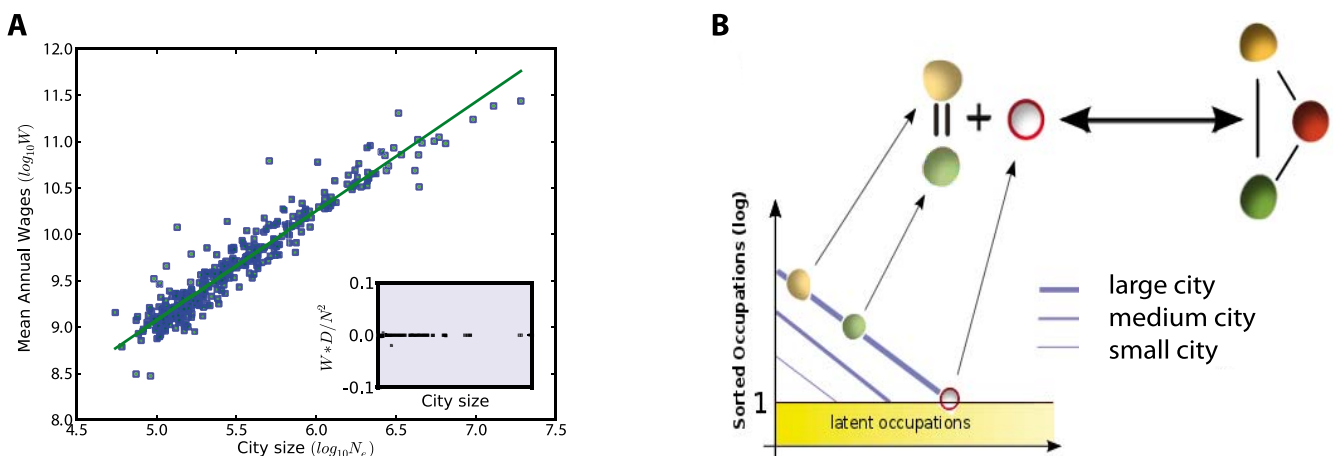 A
12.0
11.5
11.0
10.5
10.0
9.5
9.0
8.5
8.0
Mean Annual Wages (log₁₀W)
4.5 5.0 5.5 6.0 6.5 7.0 7.5
City size (log₁₀Nₑ)
0.1
0.0
-0.1
W∗D/N²
City size
B
+
Sorted Occupations (log)
1
latent occupations
large city
medium city
small city